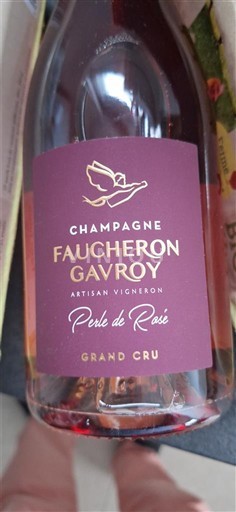 CHAMPAGNE
FAUCHERON
GAVROY
ARTISAN VIGNERON
Perle de Rosé
GRAND CRU